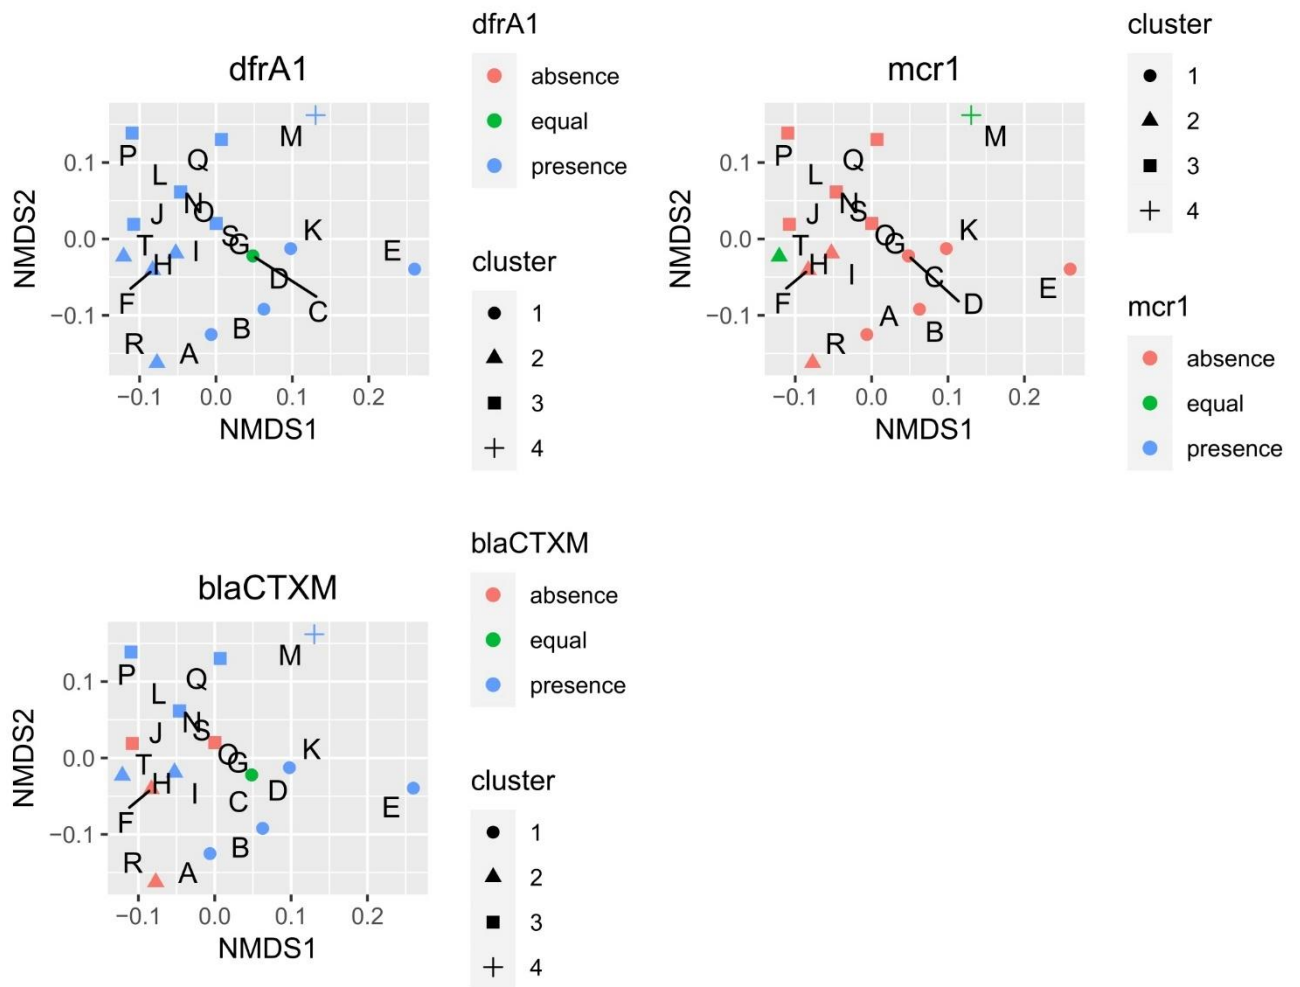 dfrA1
NMDS2
0.1
0.0
−0.1
P
L
Q
M
J
N
O
T
I
S
G
K
E
H
D
F
C
R
A
B
−0.1 0.0 0.1 0.2
NMDS1
dfrA1
absence
equal
presence
cluster
1
2
3
4
mcr1
NMDS2
0.1
0.0
−0.1
P
L
Q
M
J
N
S
T
O
G
K
H
I
C
E
F
A
D
R
B
−0.1 0.0 0.1 0.2
NMDS1
cluster
1
2
3
4
mcr1
absence
equal
presence
blaCTXM
NMDS2
0.1
0.0
−0.1
P
L
Q
M
J
N
S
T
O
G
K
H
I
C
D
E
F
B
R
A
−0.1 0.0 0.1 0.2
NMDS1
blaCTXM
absence
equal
presence
cluster
1
2
3
4